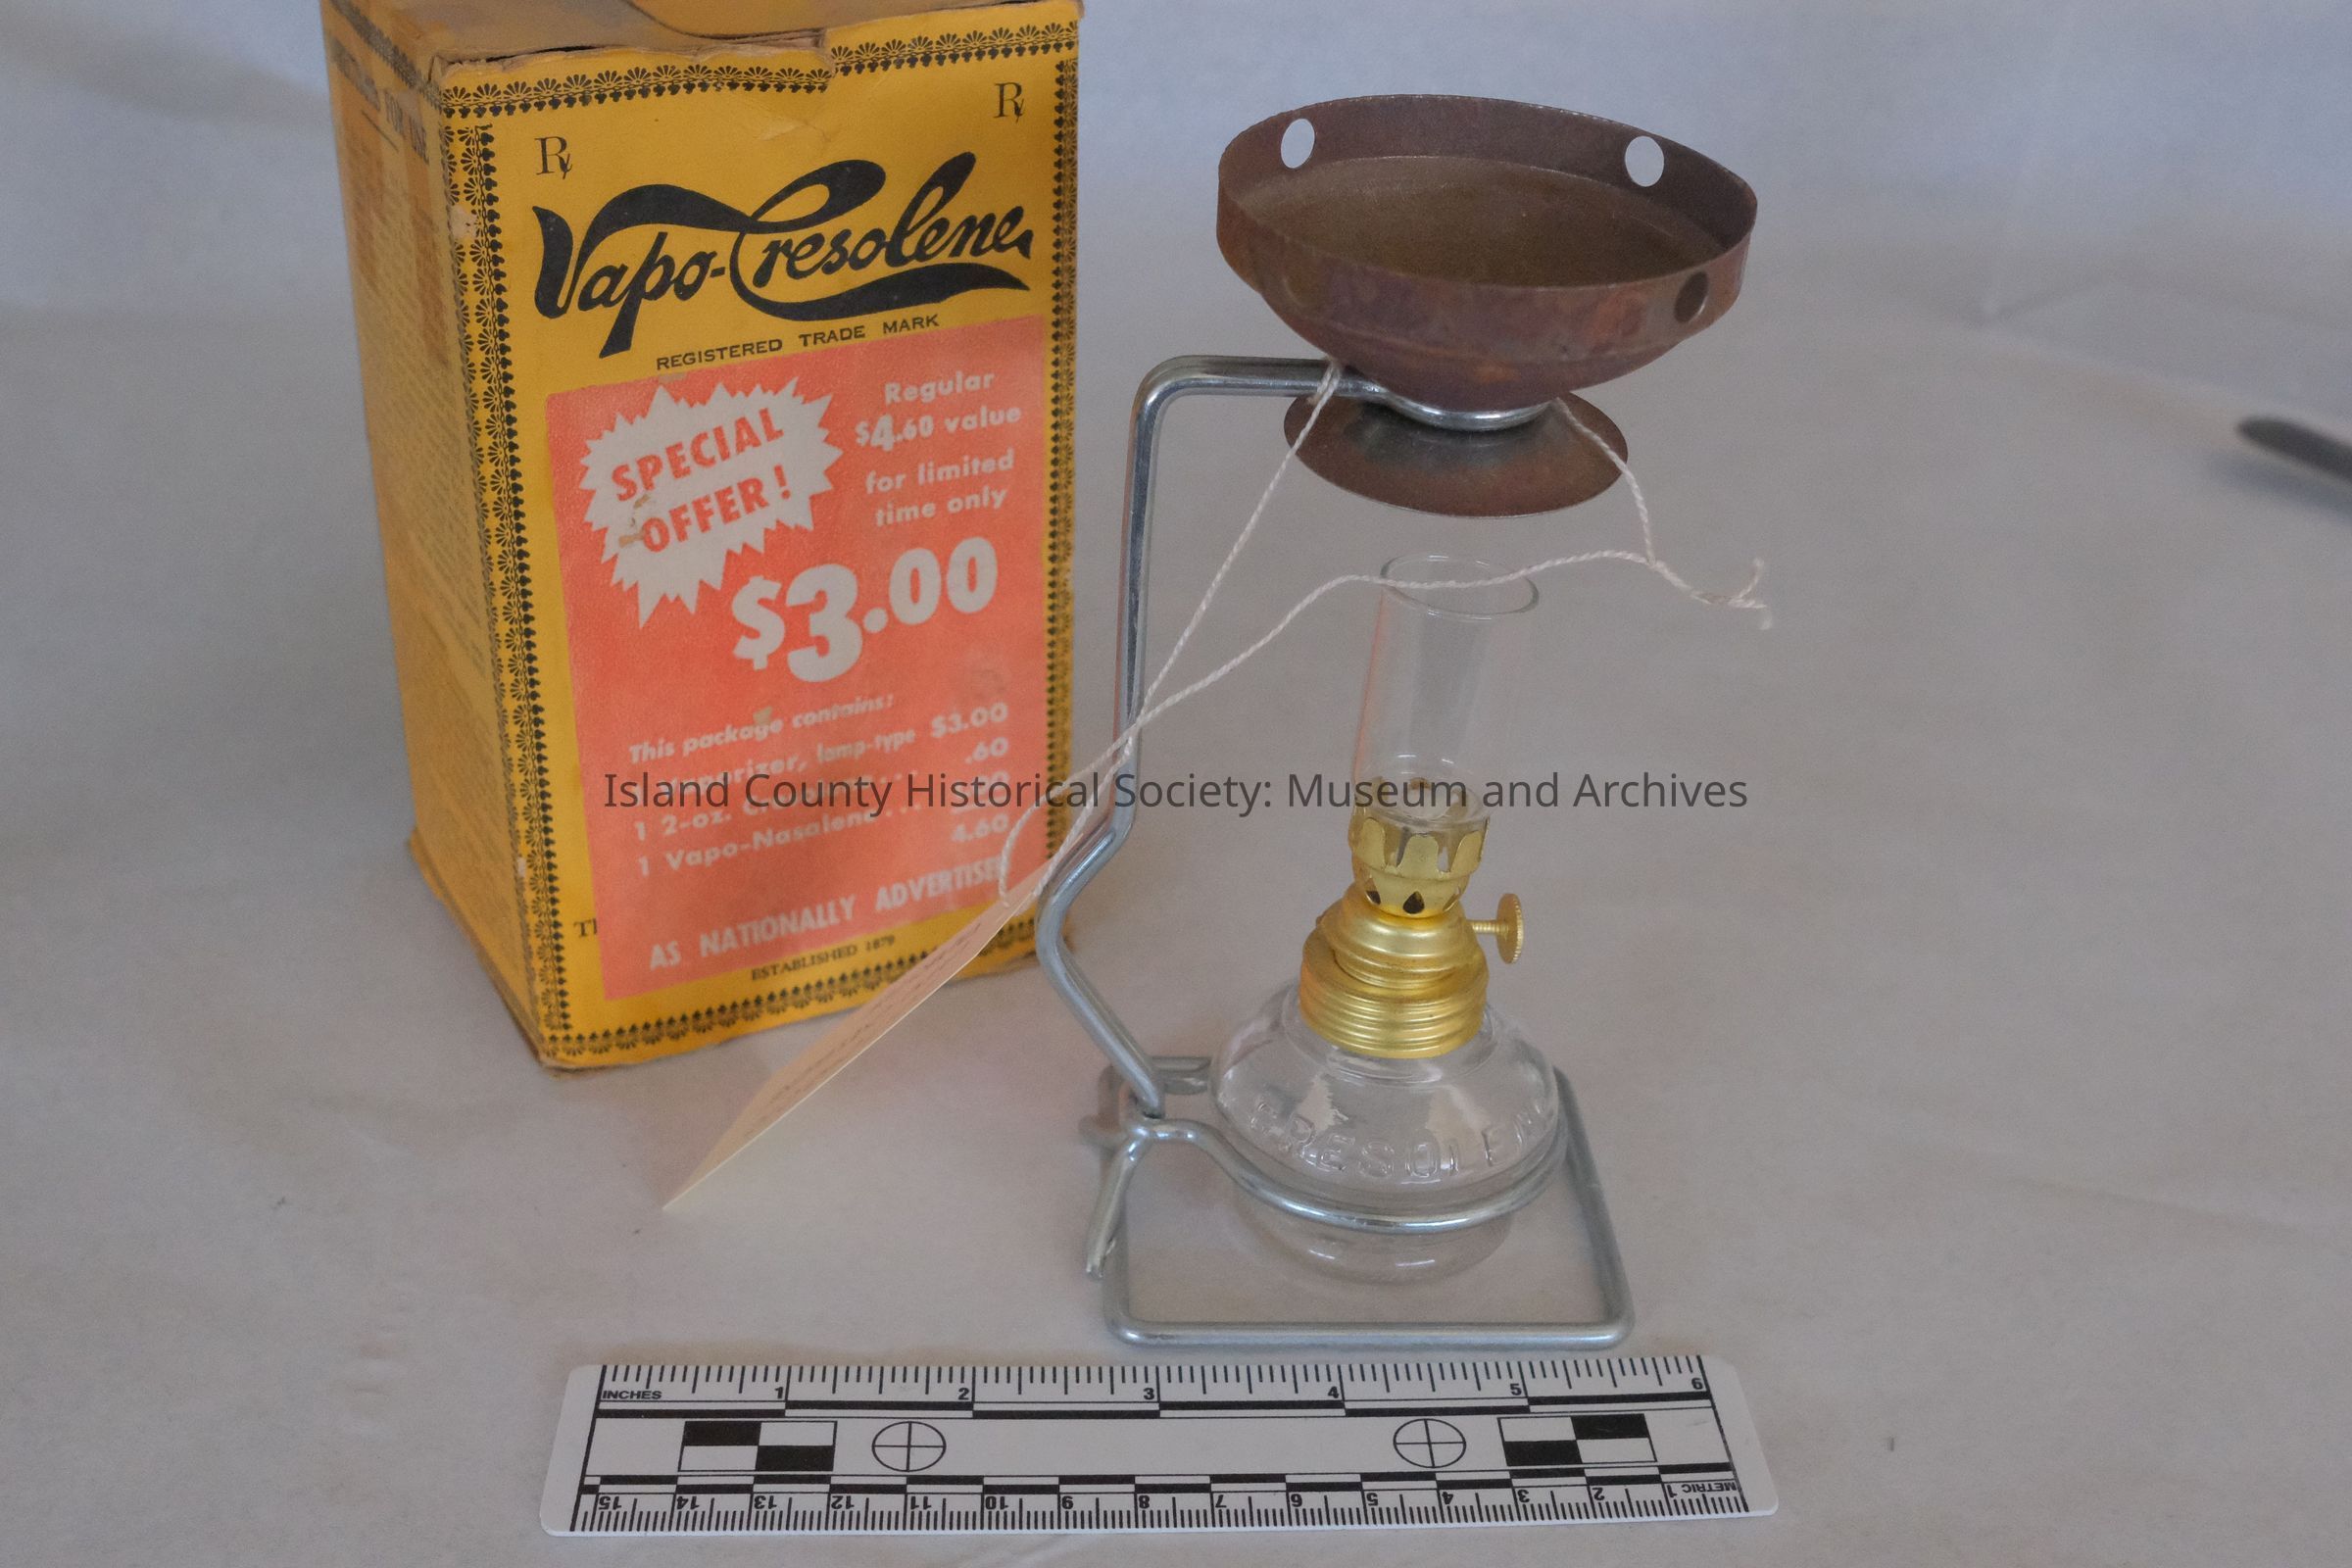 ℞ ℞
Vapo-Cresolene
REGISTERED TRADE MARK
SPECIAL
OFFER!
Regular
$4.60 value
for limited
time only
$3.00
This package contains:
lamp-type $3.00
.60
1 2-oz.
1 Vapo-Nasalene...
4.60
AS NATIONALLY ADVERTISED
ESTABLISHED 1879
Island County Historical Society: Museum and Archives
CRESOLEN
INCHES 1 2 3 4 5 6
15 14 13 12 11 10 9 8 7 6 5 4 3 2 1 METRIC